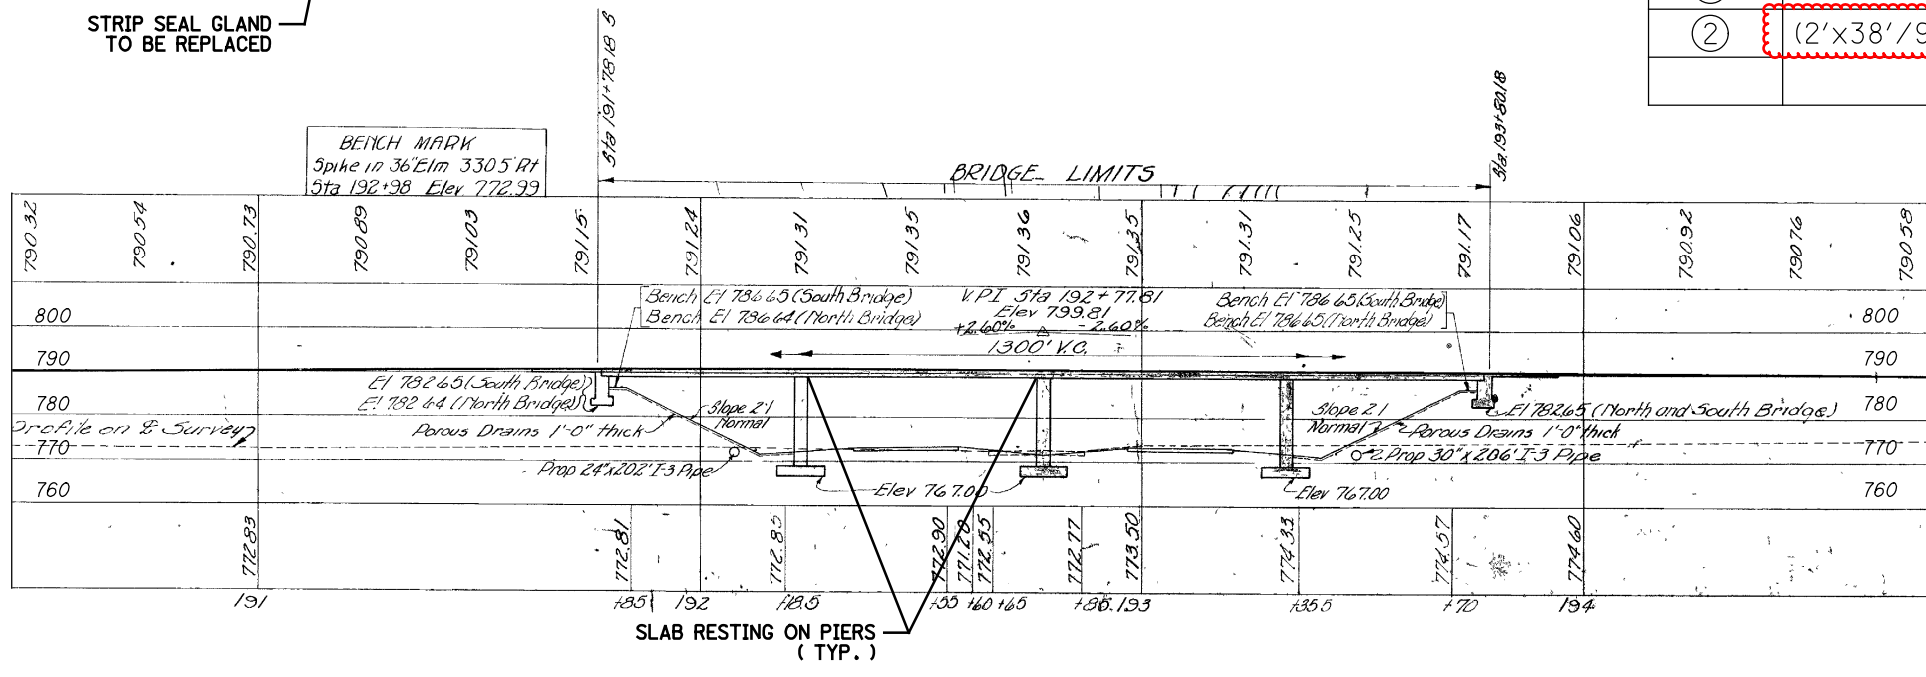 STRIP SEAL GLAND
TO BE REPLACED
②
(2'x38'/9
Sta 191+78.18
Sta 193+80.18
BENCH MARK
Spike in 36" Elm 330.5' Rt
Sta 192+98 Elev 772.99
BRIDGE LIMITS
790.32 790.54 790.73 790.89 791.03 791.15 791.24 791.31 791.35 791.36 791.35 791.31 791.25 791.17 791.06 790.92 790.76 790.58
Bench El 786.65 (South Bridge)
Bench El 786.64 (North Bridge)
V.P.I. Sta 192+77.81
Elev 799.81
+2.60% -2.60%
1300' V.C.
Bench El 786.65 (South Bridge)
Bench El 786.65 (North Bridge)
800 800
790 790
El 782.65 (South Bridge)
El 782.64 (North Bridge)
El 782.65 (North and South Bridge)
780 780
Slope 2:1
Normal
Slope 2:1
Normal
Profile on ℄ Survey
Porous Drains 1'-0" thick
Porous Drains 1'-0" thick
770 770
Prop 24"x202' I-3 Pipe
Prop 30"x206' I-3 Pipe
760 760
Elev 767.00
Elev 767.00
772.83 772.81 772.85 772.90 771.20 772.55 772.77 773.50 774.33 774.57 774.60
191 +85 192 +18.5 +55 +60 +65 +86 193 +35.5 +70 194
SLAB RESTING ON PIERS
( TYP. )